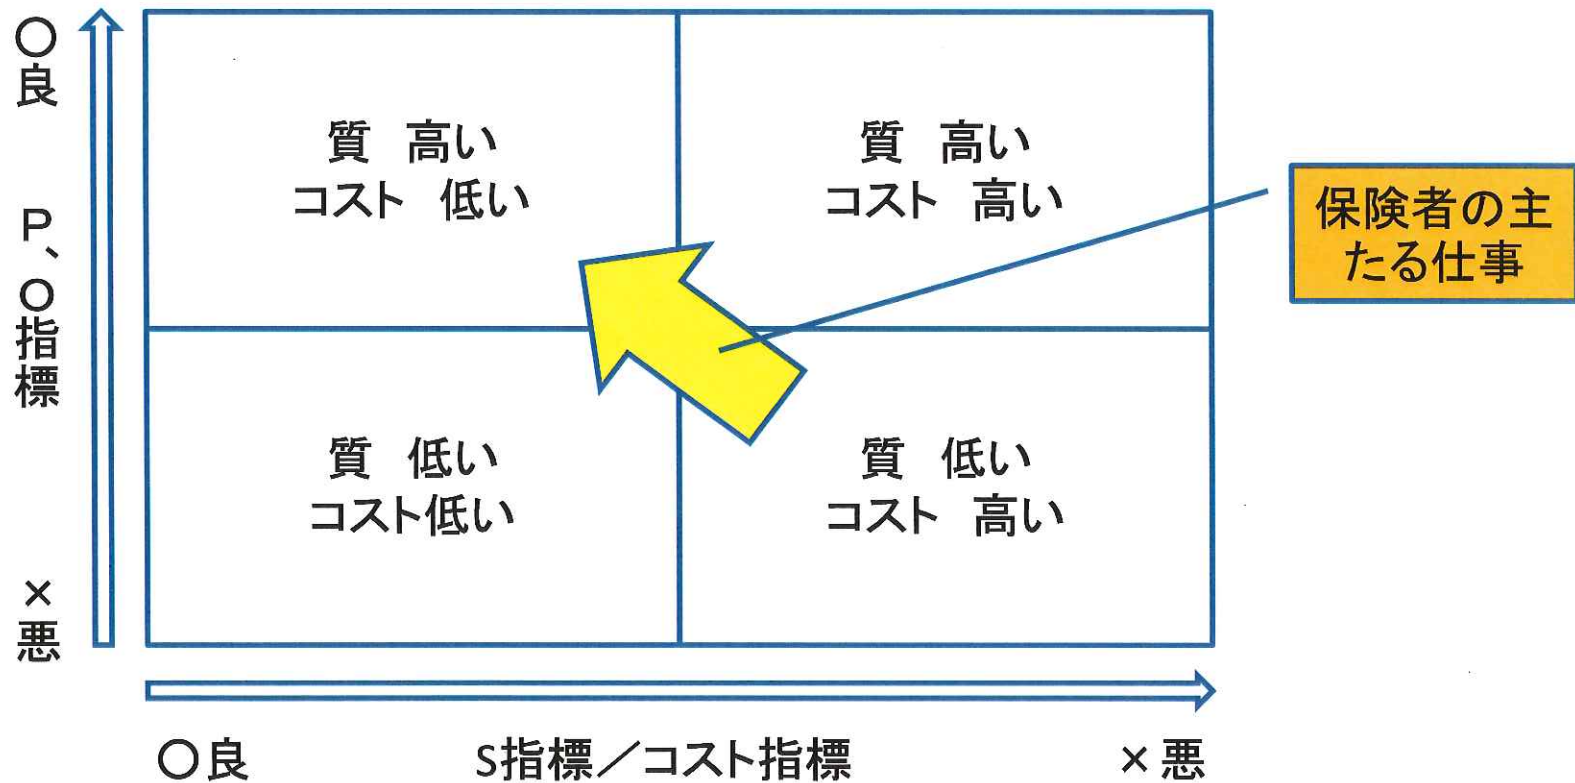 〇良
P、O指標
×悪
質 高い
コスト 低い
質 高い
コスト 高い
保険者の主
たる仕事
質 低い
コスト低い
質 低い
コスト 高い
〇良
S指標／コスト指標
×悪